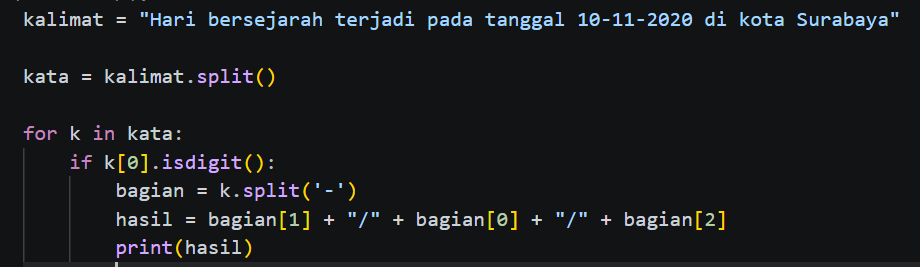 kalimat = "Hari bersejarah terjadi pada tanggal 10-11-2020 di kota Surabaya"
kata = kalimat.split()
for k in kata:
    if k[0].isdigit():
        bagian = k.split('-')
        hasil = bagian[1] + "/" + bagian[0] + "/" + bagian[2]
        print(hasil)